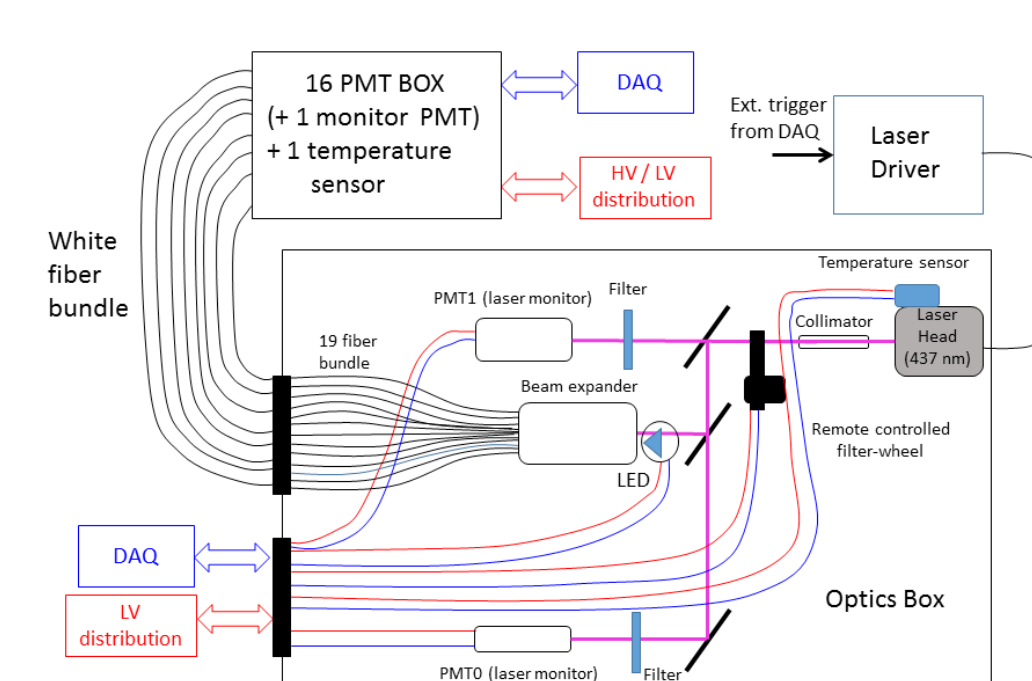 16 PMT BOX
(+ 1 monitor PMT)
+ 1 temperature
sensor
DAQ
HV / LV
distribution
Ext. trigger
from DAQ
Laser
Driver
White
fiber
bundle
Temperature sensor
PMT1 (laser monitor)
Filter
Collimator
Laser
Head
(437 nm)
19 fiber
bundle
Beam expander
LED
Remote controlled
filter-wheel
DAQ
LV
distribution
Optics Box
PMT0 (laser monitor)
Filter